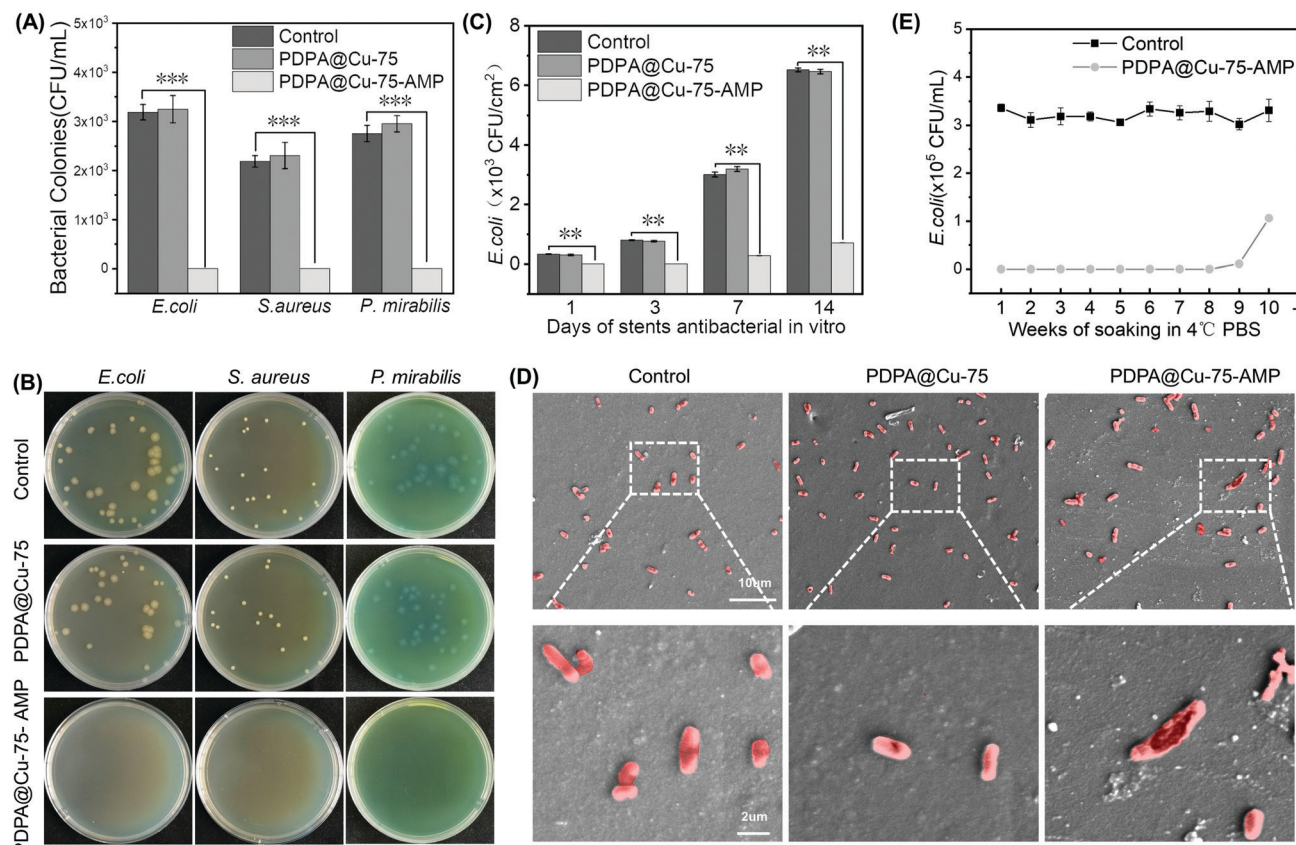 (A)
Bacterial Colonies(CFU/mL)
5x10³
4x10³
3x10³
2x10³
1x10³
0
Control
PDPA@Cu-75
PDPA@Cu-75-AMP
***
***
***
E.coli
S.aureus
P. mirabilis
(C)
E.coli (x10³ CFU/cm²)
8
6
4
2
0
Control
PDPA@Cu-75
PDPA@Cu-75-AMP
**
**
**
**
1
3
7
14
Days of stents antibacterial in vitro
(E)
E.coli(x10⁵ CFU/mL)
5
4
3
2
1
0
Control
PDPA@Cu-75-AMP
1 2 3 4 5 6 7 8 9 10 -
Weeks of soaking in 4℃ PBS
(B)
E.coli
S. aureus
P. mirabilis
Control
PDPA@Cu-75
PDPA@Cu-75- AMP
(D)
Control
PDPA@Cu-75
PDPA@Cu-75-AMP
10um
2um